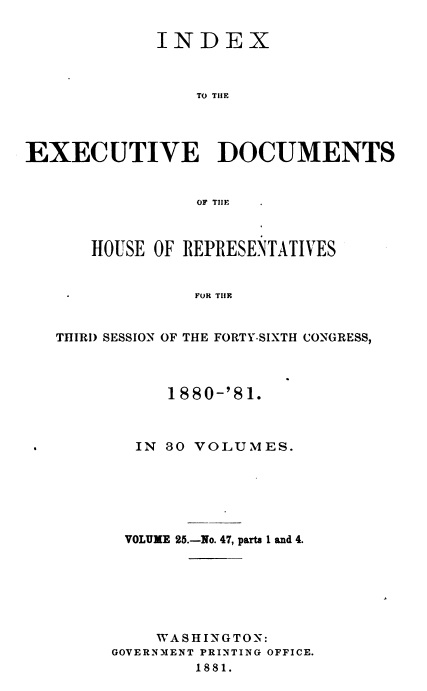 INDEX
TO THE
EXECUTIVE DOCUMENTS
OF THE
HOUSE OF REPRESENTATIVES
FOR THE
THIRD SESSION OF THE FORTY-SIXTH CONGRESS,
1880-'81.
IN 30 VOLUMES.
VOLUME 25.—No. 47, parts 1 and 4.
WASHINGTON:
GOVERNMENT PRINTING OFFICE.
1881.